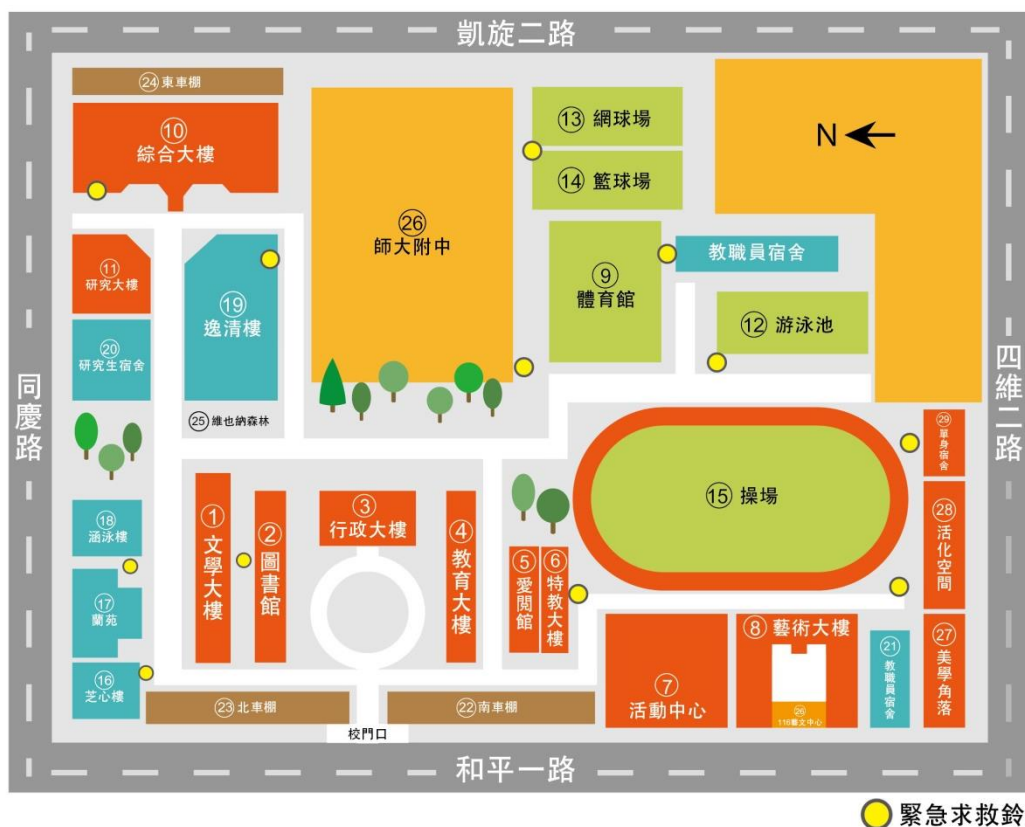 凱旋二路
㉔東車棚
⑩
綜合大樓
⑬ 網球場
⑭ 籃球場
N
㉖
師大附中
⑪
研究大樓
⑲
逸清樓
⑨
體育館
教職員宿舍
⑫ 游泳池
⑳
研究生宿舍
㉕維也納森林
同慶路
四維二路
⑱
涵泳樓
⑰
蘭苑
⑯
芝心樓
① 文學大樓
② 圖書館
③
行政大樓
④ 教育大樓
⑤ 愛閱館
⑥ 特教大樓
⑮ 操場
㉙ 單身宿舍
㉘ 活化空間
㉗ 美學角落
⑦
活動中心
⑧ 藝術大樓
㉖
116藝文中心
㉑ 教職員宿舍
㉓北車棚
㉒南車棚
校門口
和平一路
緊急求救鈴